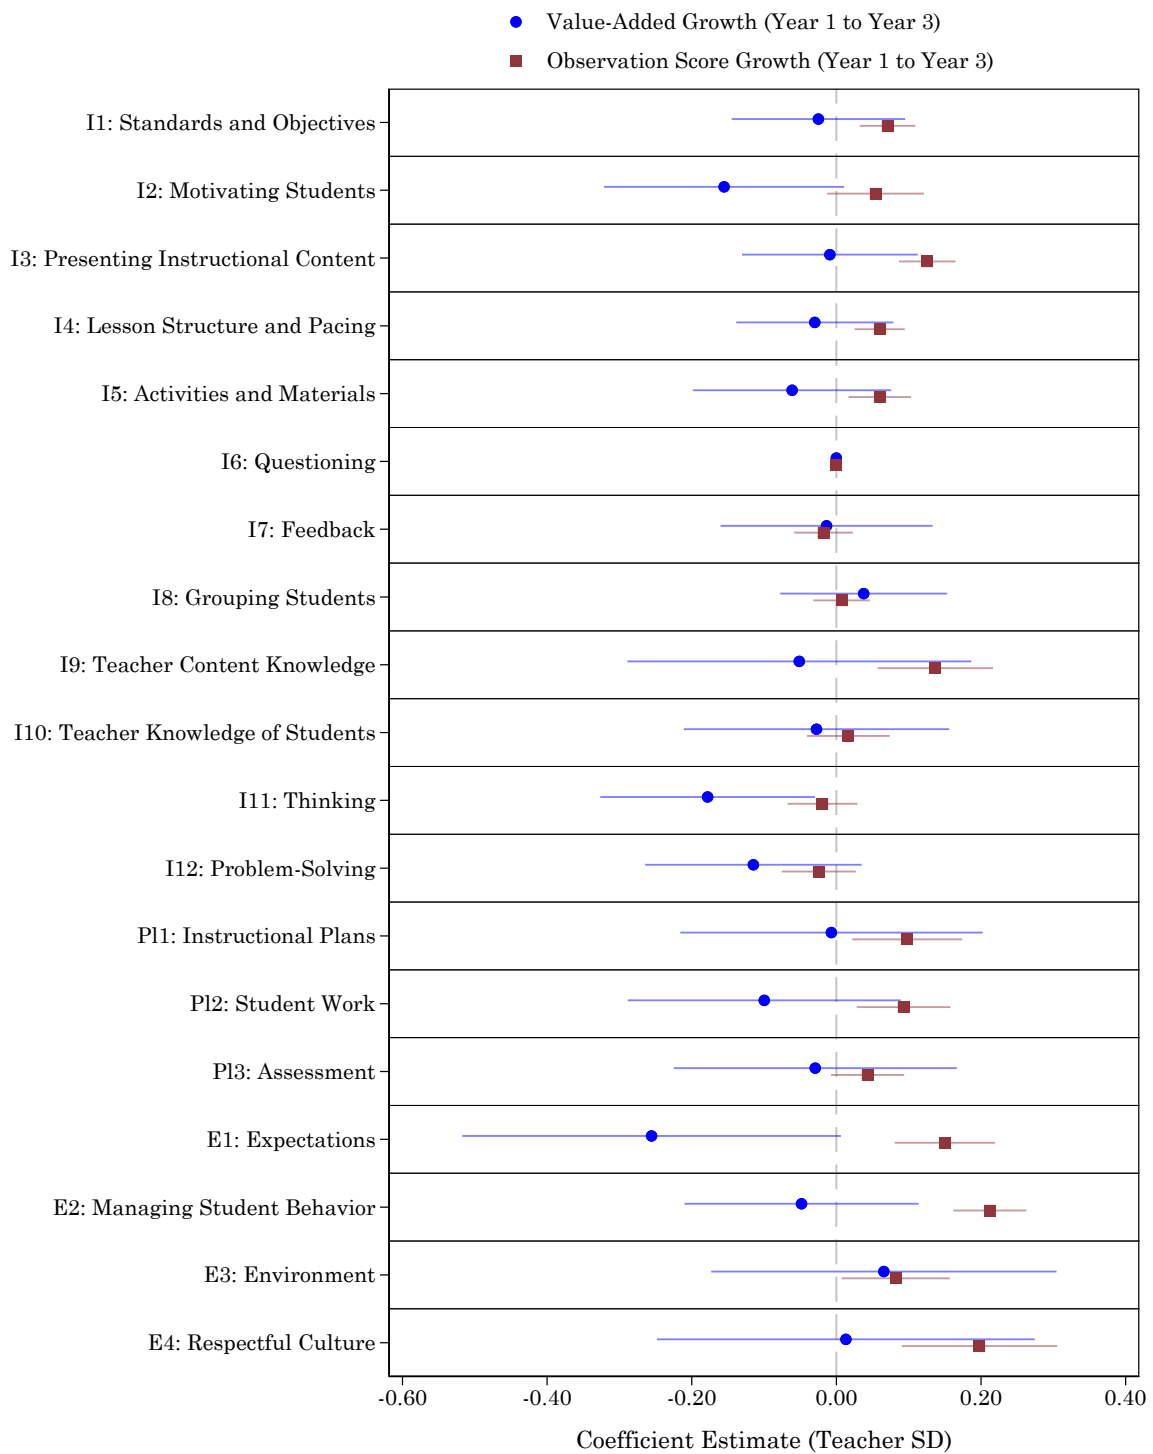 Value-Added Growth (Year 1 to Year 3)
Observation Score Growth (Year 1 to Year 3)
I1: Standards and Objectives
I2: Motivating Students
I3: Presenting Instructional Content
I4: Lesson Structure and Pacing
I5: Activities and Materials
I6: Questioning
I7: Feedback
I8: Grouping Students
I9: Teacher Content Knowledge
I10: Teacher Knowledge of Students
I11: Thinking
I12: Problem-Solving
Pl1: Instructional Plans
Pl2: Student Work
Pl3: Assessment
E1: Expectations
E2: Managing Student Behavior
E3: Environment
E4: Respectful Culture
-0.60 -0.40 -0.20 0.00 0.20 0.40
Coefficient Estimate (Teacher SD)